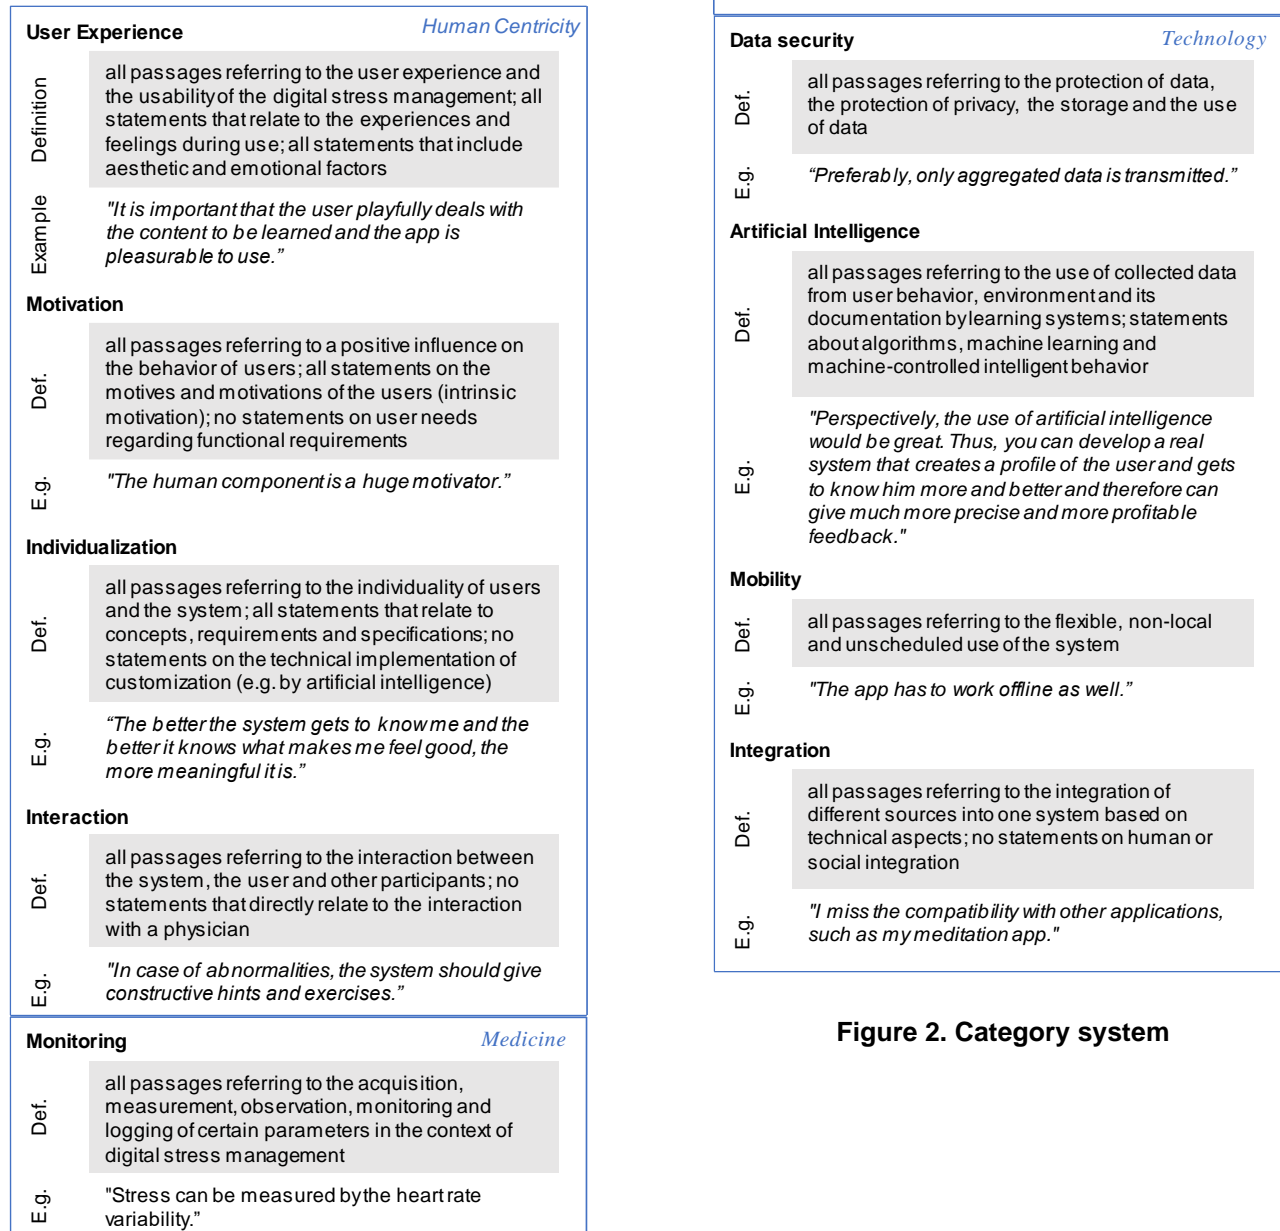 User Experience
Human Centricity
Definition
all passages referring to the user experience and
the usability of the digital stress management; all
statements that relate to the experiences and
feelings during use; all statements that include
aesthetic and emotional factors
Example
"It is important that the user playfully deals with
the content to be learned and the app is
pleasurable to use.”
Motivation
Def.
all passages referring to a positive influence on
the behavior of users; all statements on the
motives and motivations of the users (intrinsic
motivation); no statements on user needs
regarding functional requirements
E.g.
"The human component is a huge motivator.”
Individualization
Def.
all passages referring to the individuality of users
and the system; all statements that relate to
concepts, requirements and specifications; no
statements on the technical implementation of
customization (e.g. by artificial intelligence)
E.g.
“The better the system gets to know me and the
better it knows what makes me feel good, the
more meaningful it is.”
Interaction
Def.
all passages referring to the interaction between
the system, the user and other participants; no
statements that directly relate to the interaction
with a physician
E.g.
"In case of abnormalities, the system should give
constructive hints and exercises.”
Monitoring
Medicine
Def.
all passages referring to the acquisition,
measurement, observation, monitoring and
logging of certain parameters in the context of
digital stress management
E.g.
"Stress can be measured by the heart rate
variability.”
Data security
Technology
Def.
all passages referring to the protection of data,
the protection of privacy, the storage and the use
of data
E.g.
“Preferably, only aggregated data is transmitted.”
Artificial Intelligence
Def.
all passages referring to the use of collected data
from user behavior, environment and its
documentation by learning systems; statements
about algorithms, machine learning and
machine-controlled intelligent behavior
E.g.
"Perspectively, the use of artificial intelligence
would be great. Thus, you can develop a real
system that creates a profile of the user and gets
to know him more and better and therefore can
give much more precise and more profitable
feedback."
Mobility
Def.
all passages referring to the flexible, non-local
and unscheduled use of the system
E.g.
"The app has to work offline as well.”
Integration
Def.
all passages referring to the integration of
different sources into one system based on
technical aspects; no statements on human or
social integration
E.g.
"I miss the compatibility with other applications,
such as my meditation app."
Figure 2. Category system